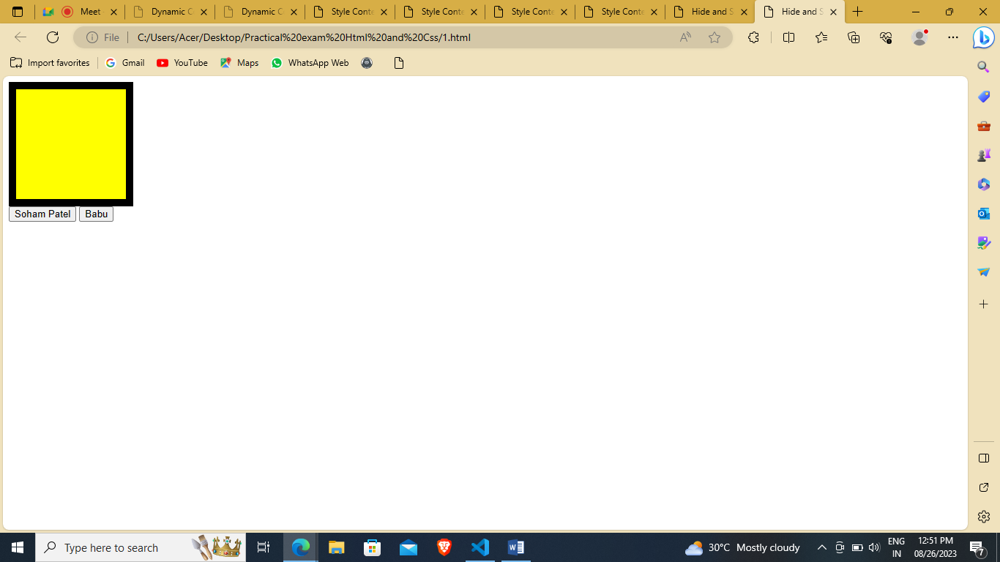 Meet Dynamic C Dynamic C Style Conte Style Conte Style Conte Style Conte Hide and S Hide and S
File C:/Users/Acer/Desktop/Practical%20exam%20Html%20and%20Css/1.html
Import favorites Gmail YouTube Maps WhatsApp Web
Soham Patel Babu
Type here to search 30°C Mostly cloudy ENG 12:51 PM
IN 08/26/2023 7